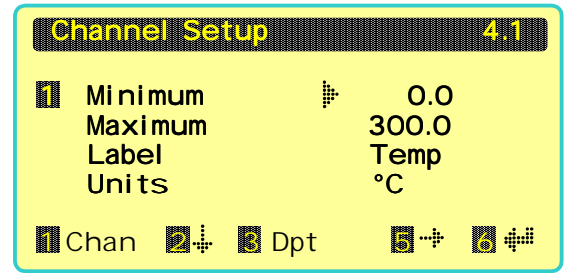 Channel Setup 4.1
1 Minimum 0.0
Maximum 300.0
Label Temp
Units °C
1 Chan 2 3 Dpt 5 6